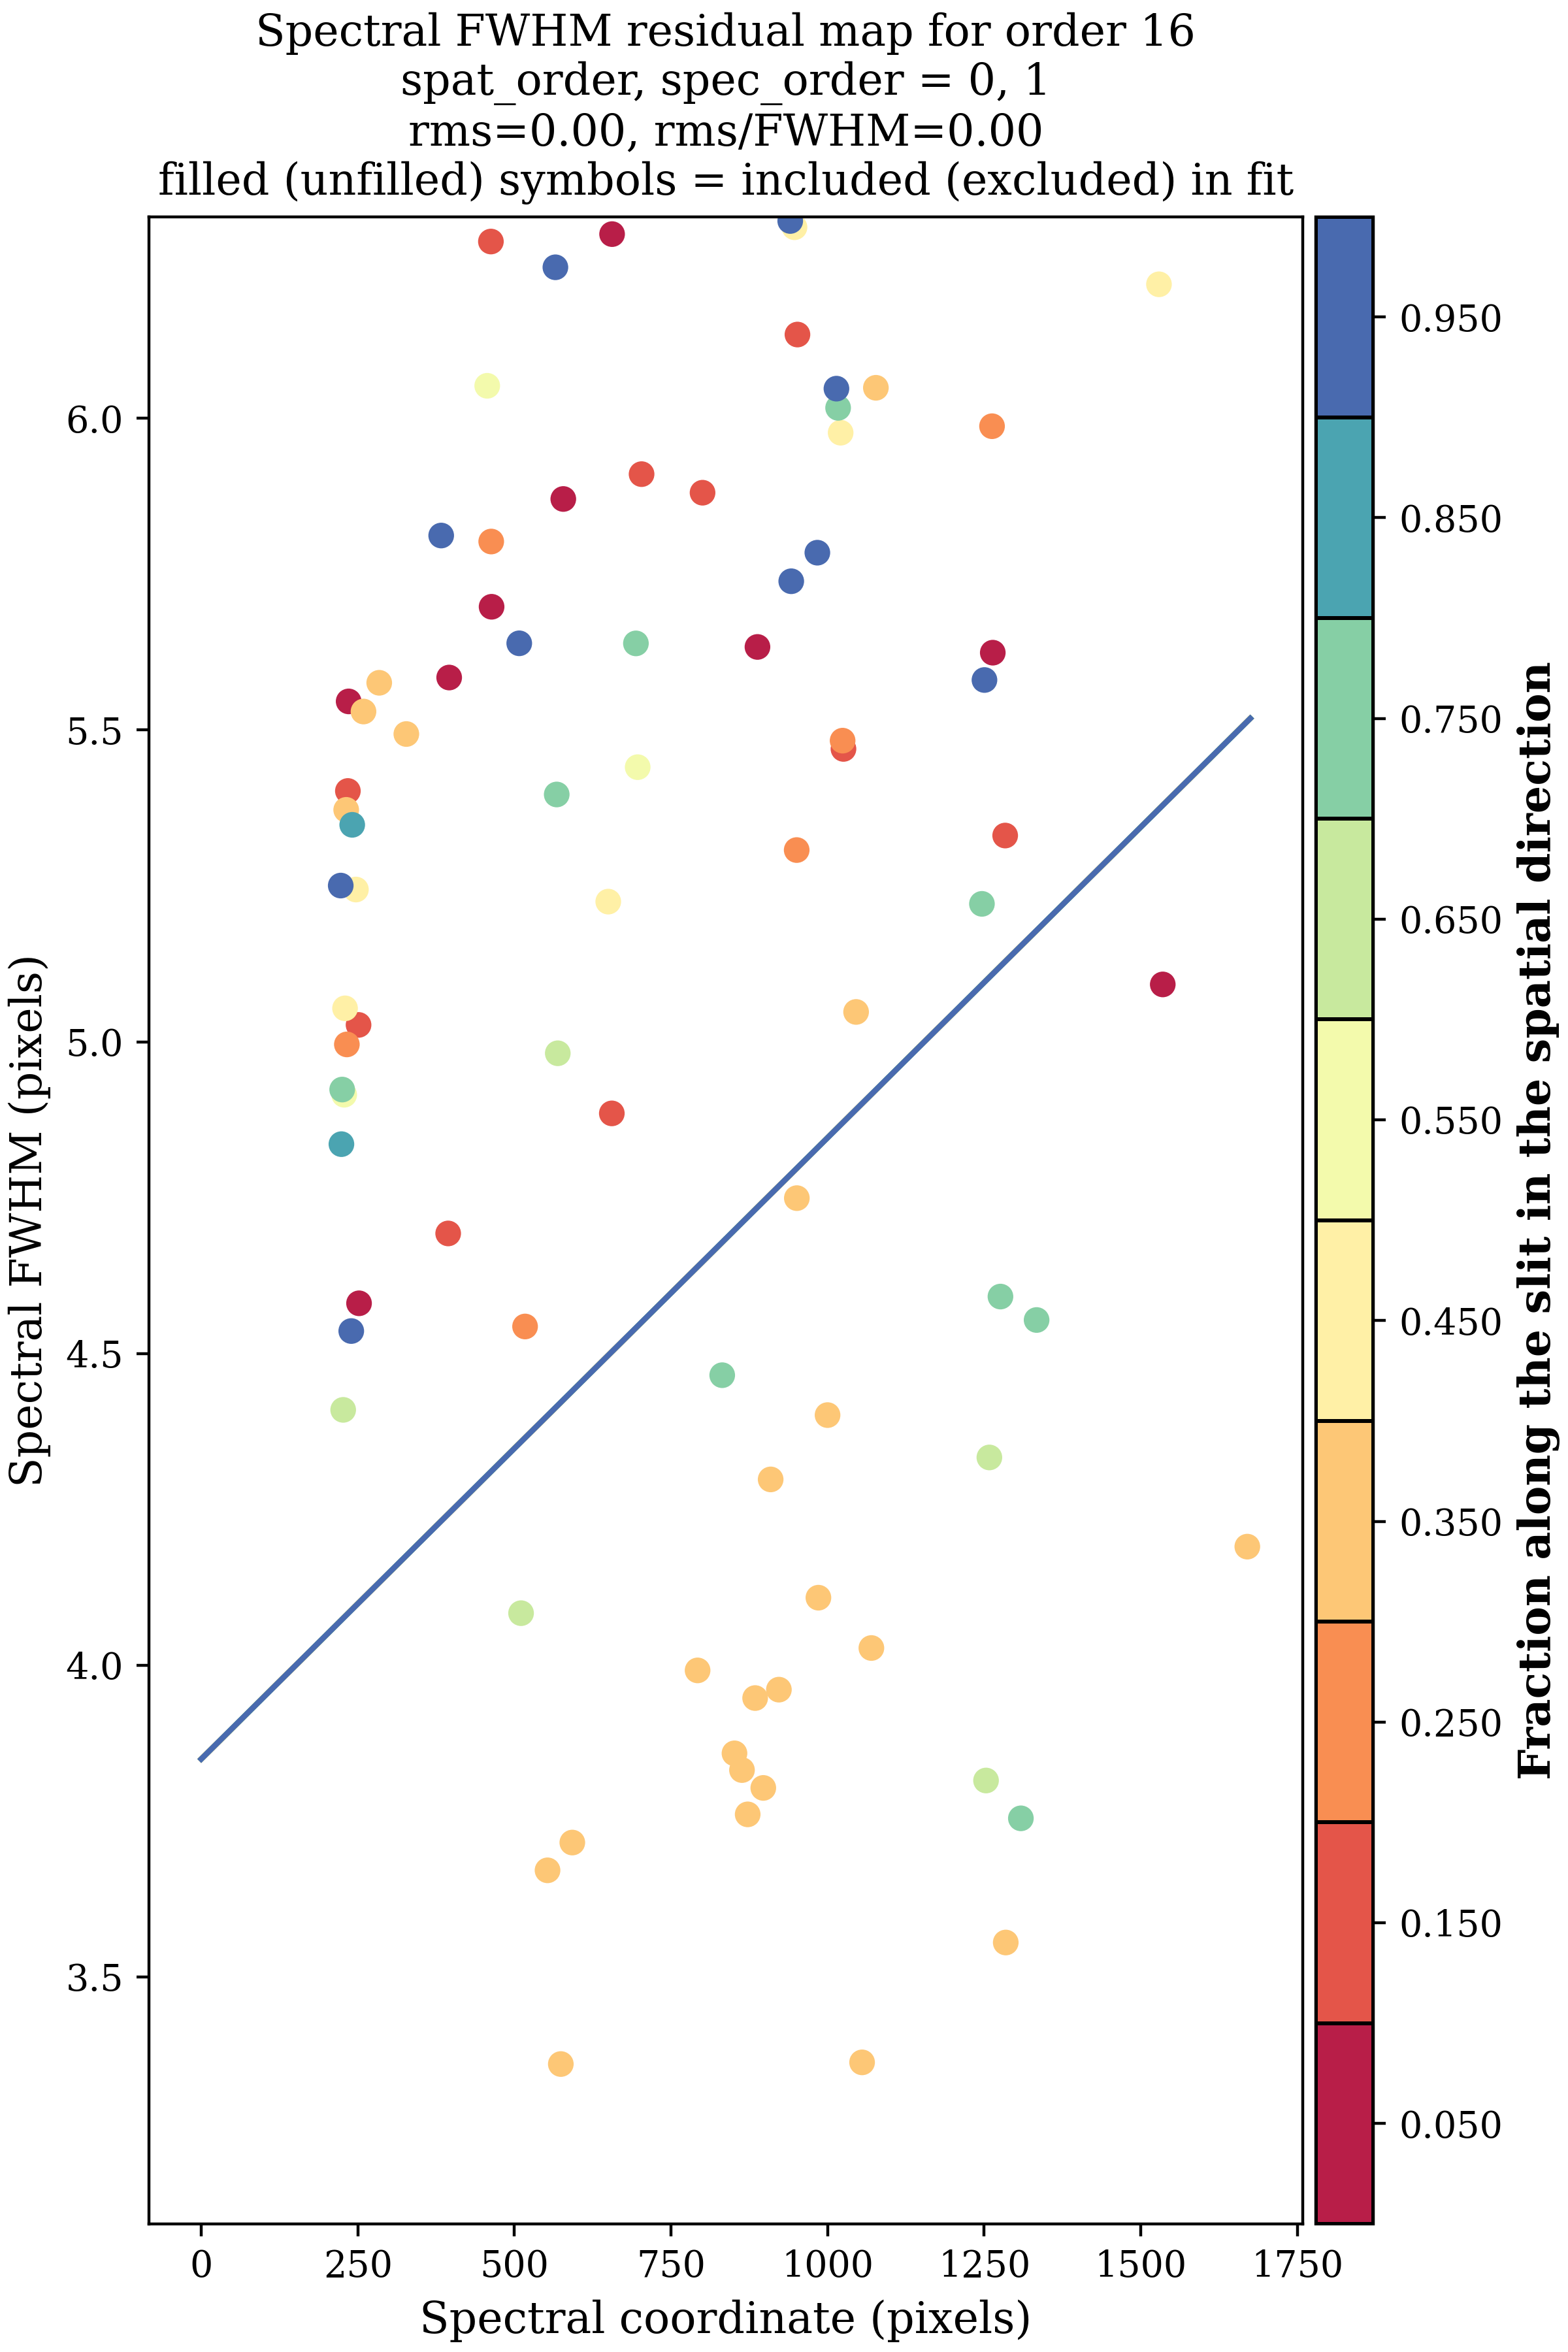 Spectral FWHM residual map for order 16
spat_order, spec_order = 0, 1
rms=0.00, rms/FWHM=0.00
filled (unfilled) symbols = included (excluded) in fit
Spectral FWHM (pixels)
6.0
5.5
5.0
4.5
4.0
3.5
0 250 500 750 1000 1250 1500 1750
Spectral coordinate (pixels)
0.950
0.850
0.750
0.650
0.550
0.450
0.350
0.250
0.150
0.050
Fraction along the slit in the spatial direction